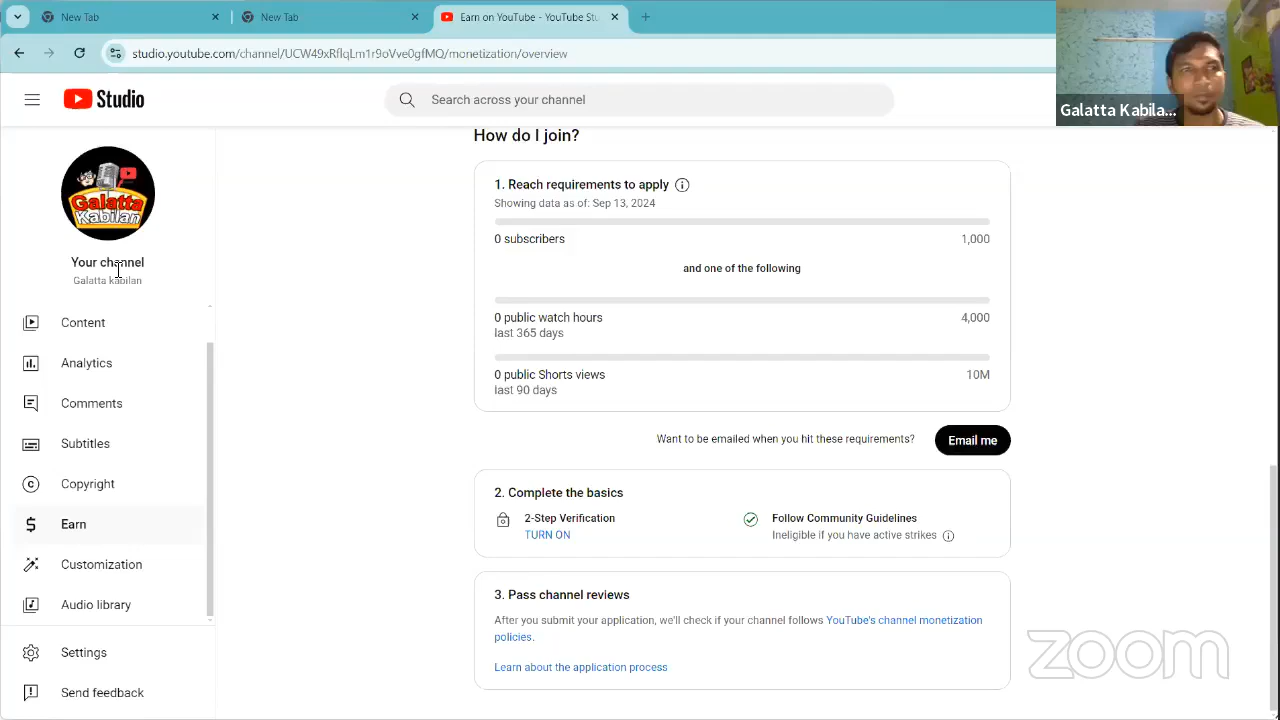 New Tab
New Tab
Earn on YouTube - YouTube Stu
studio.youtube.com/channel/UCW49xRflqLm1r9oVve0gfMQ/monetization/overview
Studio
Search across your channel
Galatta Kabila...
Galatta
Kabilan
Your channel
Galatta kabilan
Content
Analytics
Comments
Subtitles
Copyright
Earn
Customization
Audio library
Settings
Send feedback
How do I join?
1. Reach requirements to apply
Showing data as of: Sep 13, 2024
0 subscribers 1,000
and one of the following
0 public watch hours 4,000
last 365 days
0 public Shorts views 10M
last 90 days
Want to be emailed when you hit these requirements? Email me
2. Complete the basics
2-Step Verification
TURN ON
Follow Community Guidelines
Ineligible if you have active strikes
3. Pass channel reviews
After you submit your application, we'll check if your channel follows YouTube's channel monetization
policies.
Learn about the application process
zoom